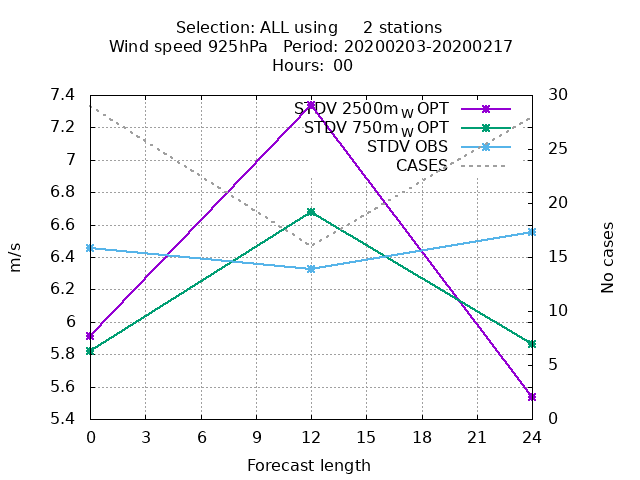 Selection: ALL using 2 stations
Wind speed 925hPa Period: 20200203-20200217
Hours: 00
7.4
7.2
7
6.8
6.6
6.4
6.2
6
5.8
5.6
5.4
m/s
STDV 2500m W OPT
STDV 750m W OPT
STDV OBS
CASES
30
25
20
15
10
5
0
No cases
0 3 6 9 12 15 18 21 24
Forecast length